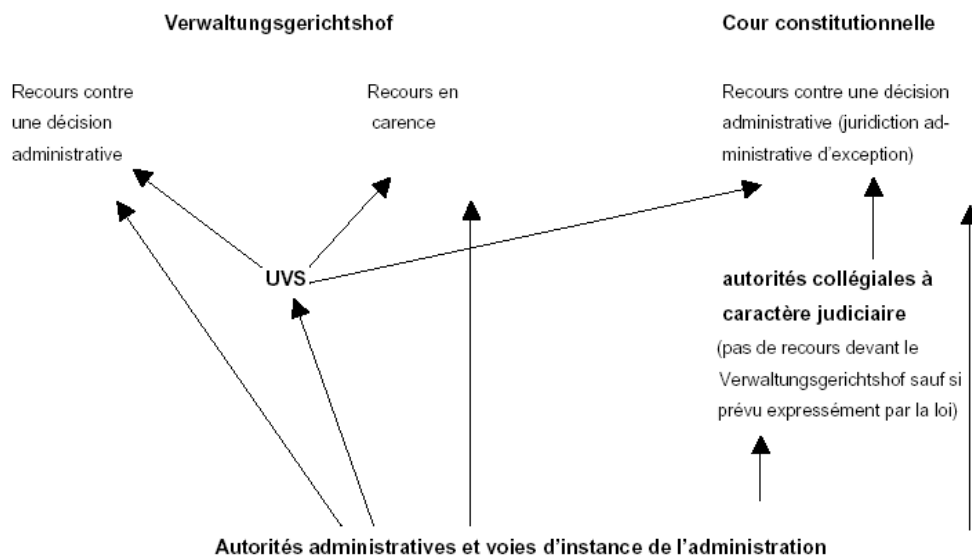 Verwaltungsgerichtshof
Cour constitutionnelle
Recours contre
une décision
administrative
Recours en
carence
Recours contre une décision
administrative (juridiction ad-
ministrative d'exception)
UVS
autorités collégiales à
caractère judiciaire
(pas de recours devant le
Verwaltungsgerichtshof sauf si
prévu expressément par la loi)
Autorités administratives et voies d'instance de l'administration